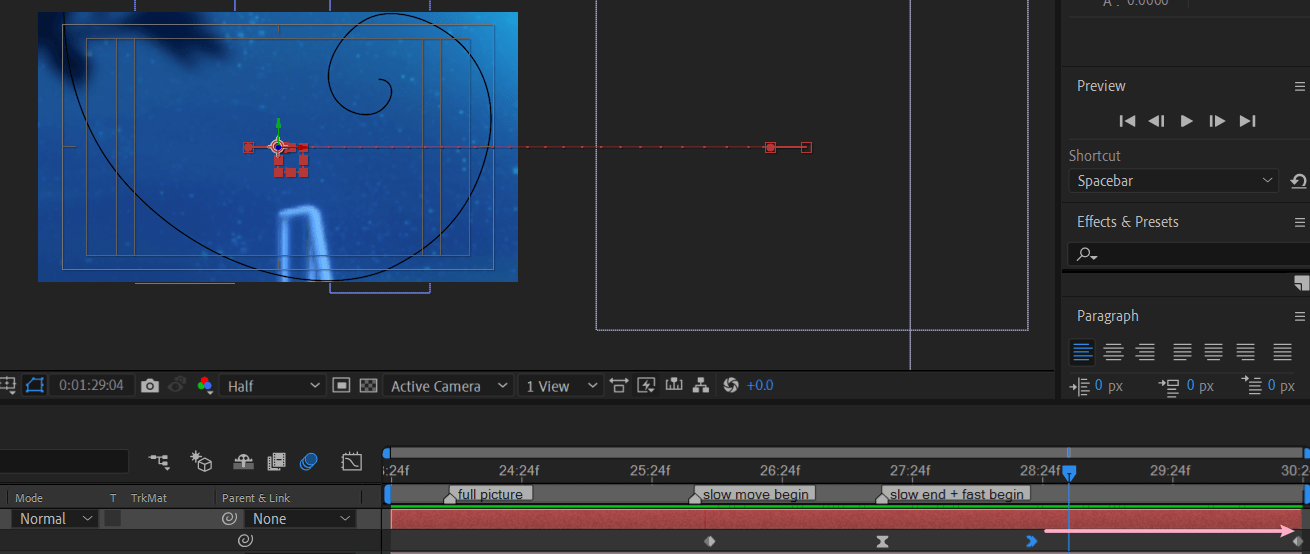 A : 0.0000
Preview
Shortcut
Spacebar
Effects & Presets
Paragraph
0 px 0 px 0 px
0:01:29:04 Half Active Camera 1 View +0.0
:24f 24:24f 25:24f 26:24f 27:24f 28:24f 29:24f 30:2
full picture slow move begin slow end + fast begin
Mode T TrkMat Parent & Link
Normal None